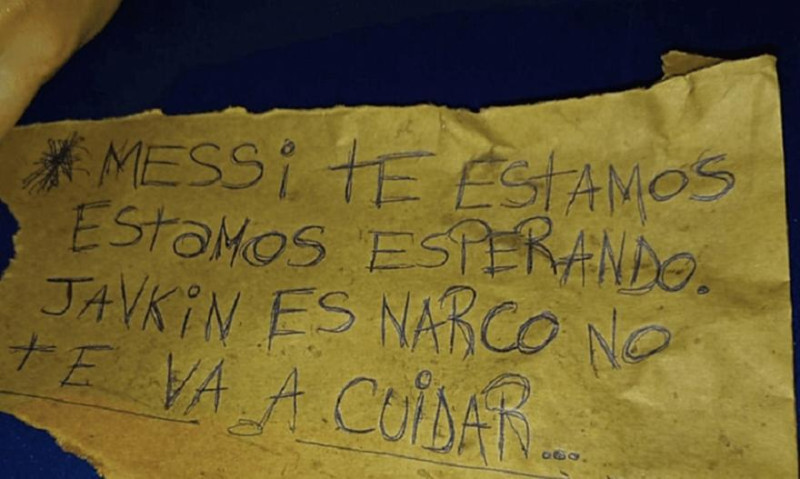 * MESSi tE EStAMOS
EStaMOS ESPERANDO.
JAVKiN ES NARCO NO
tE VA A CUiDAR...